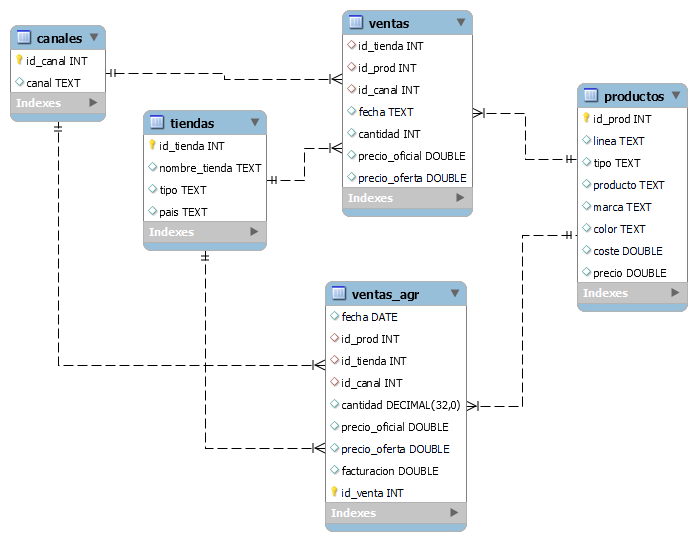 canales
id_canal INT
canal TEXT
Indexes
tiendas
id_tienda INT
nombre_tienda TEXT
tipo TEXT
pais TEXT
Indexes
ventas
id_tienda INT
id_prod INT
id_canal INT
fecha TEXT
cantidad INT
precio_oficial DOUBLE
precio_oferta DOUBLE
Indexes
productos
id_prod INT
linea TEXT
tipo TEXT
producto TEXT
marca TEXT
color TEXT
coste DOUBLE
precio DOUBLE
Indexes
ventas_agr
fecha DATE
id_prod INT
id_tienda INT
id_canal INT
cantidad DECIMAL(32,0)
precio_oficial DOUBLE
precio_oferta DOUBLE
facturacion DOUBLE
id_venta INT
Indexes